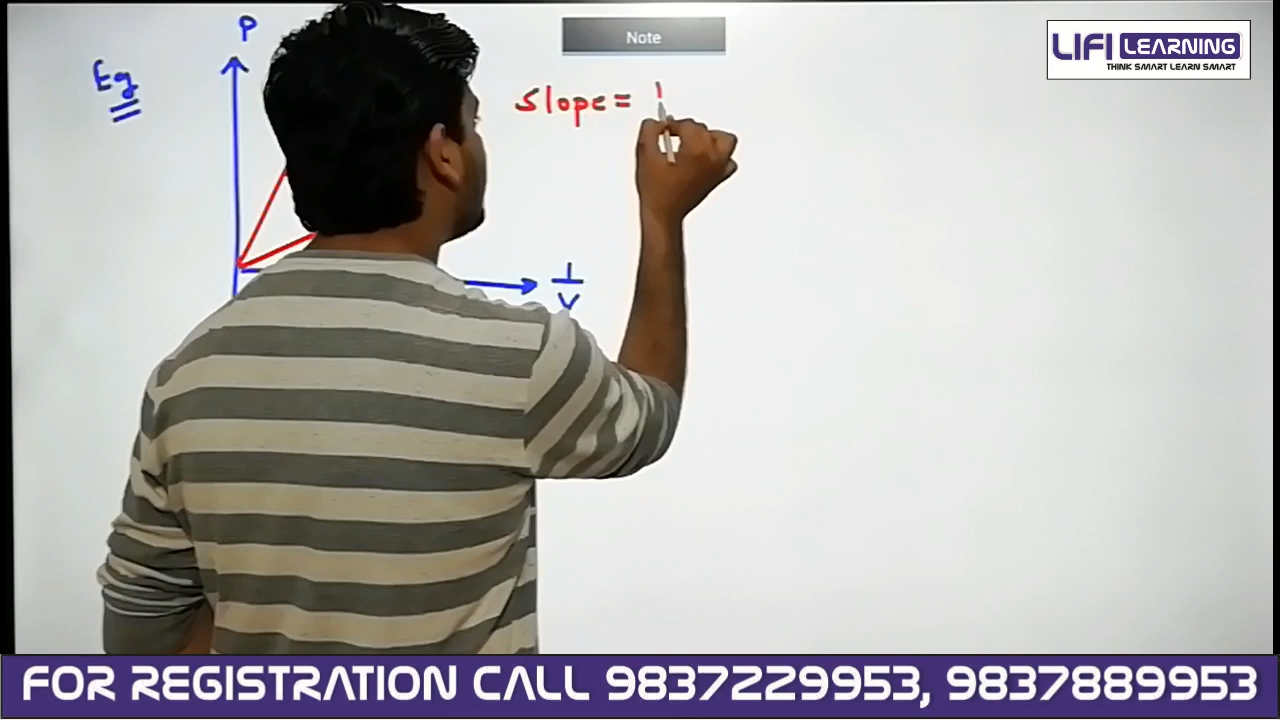 P
Note
LIFI LEARNING
THINK SMART LEARN SMART
Eg
Slope =
1
V
FOR REGISTRATION CALL 9837229953, 9837889953